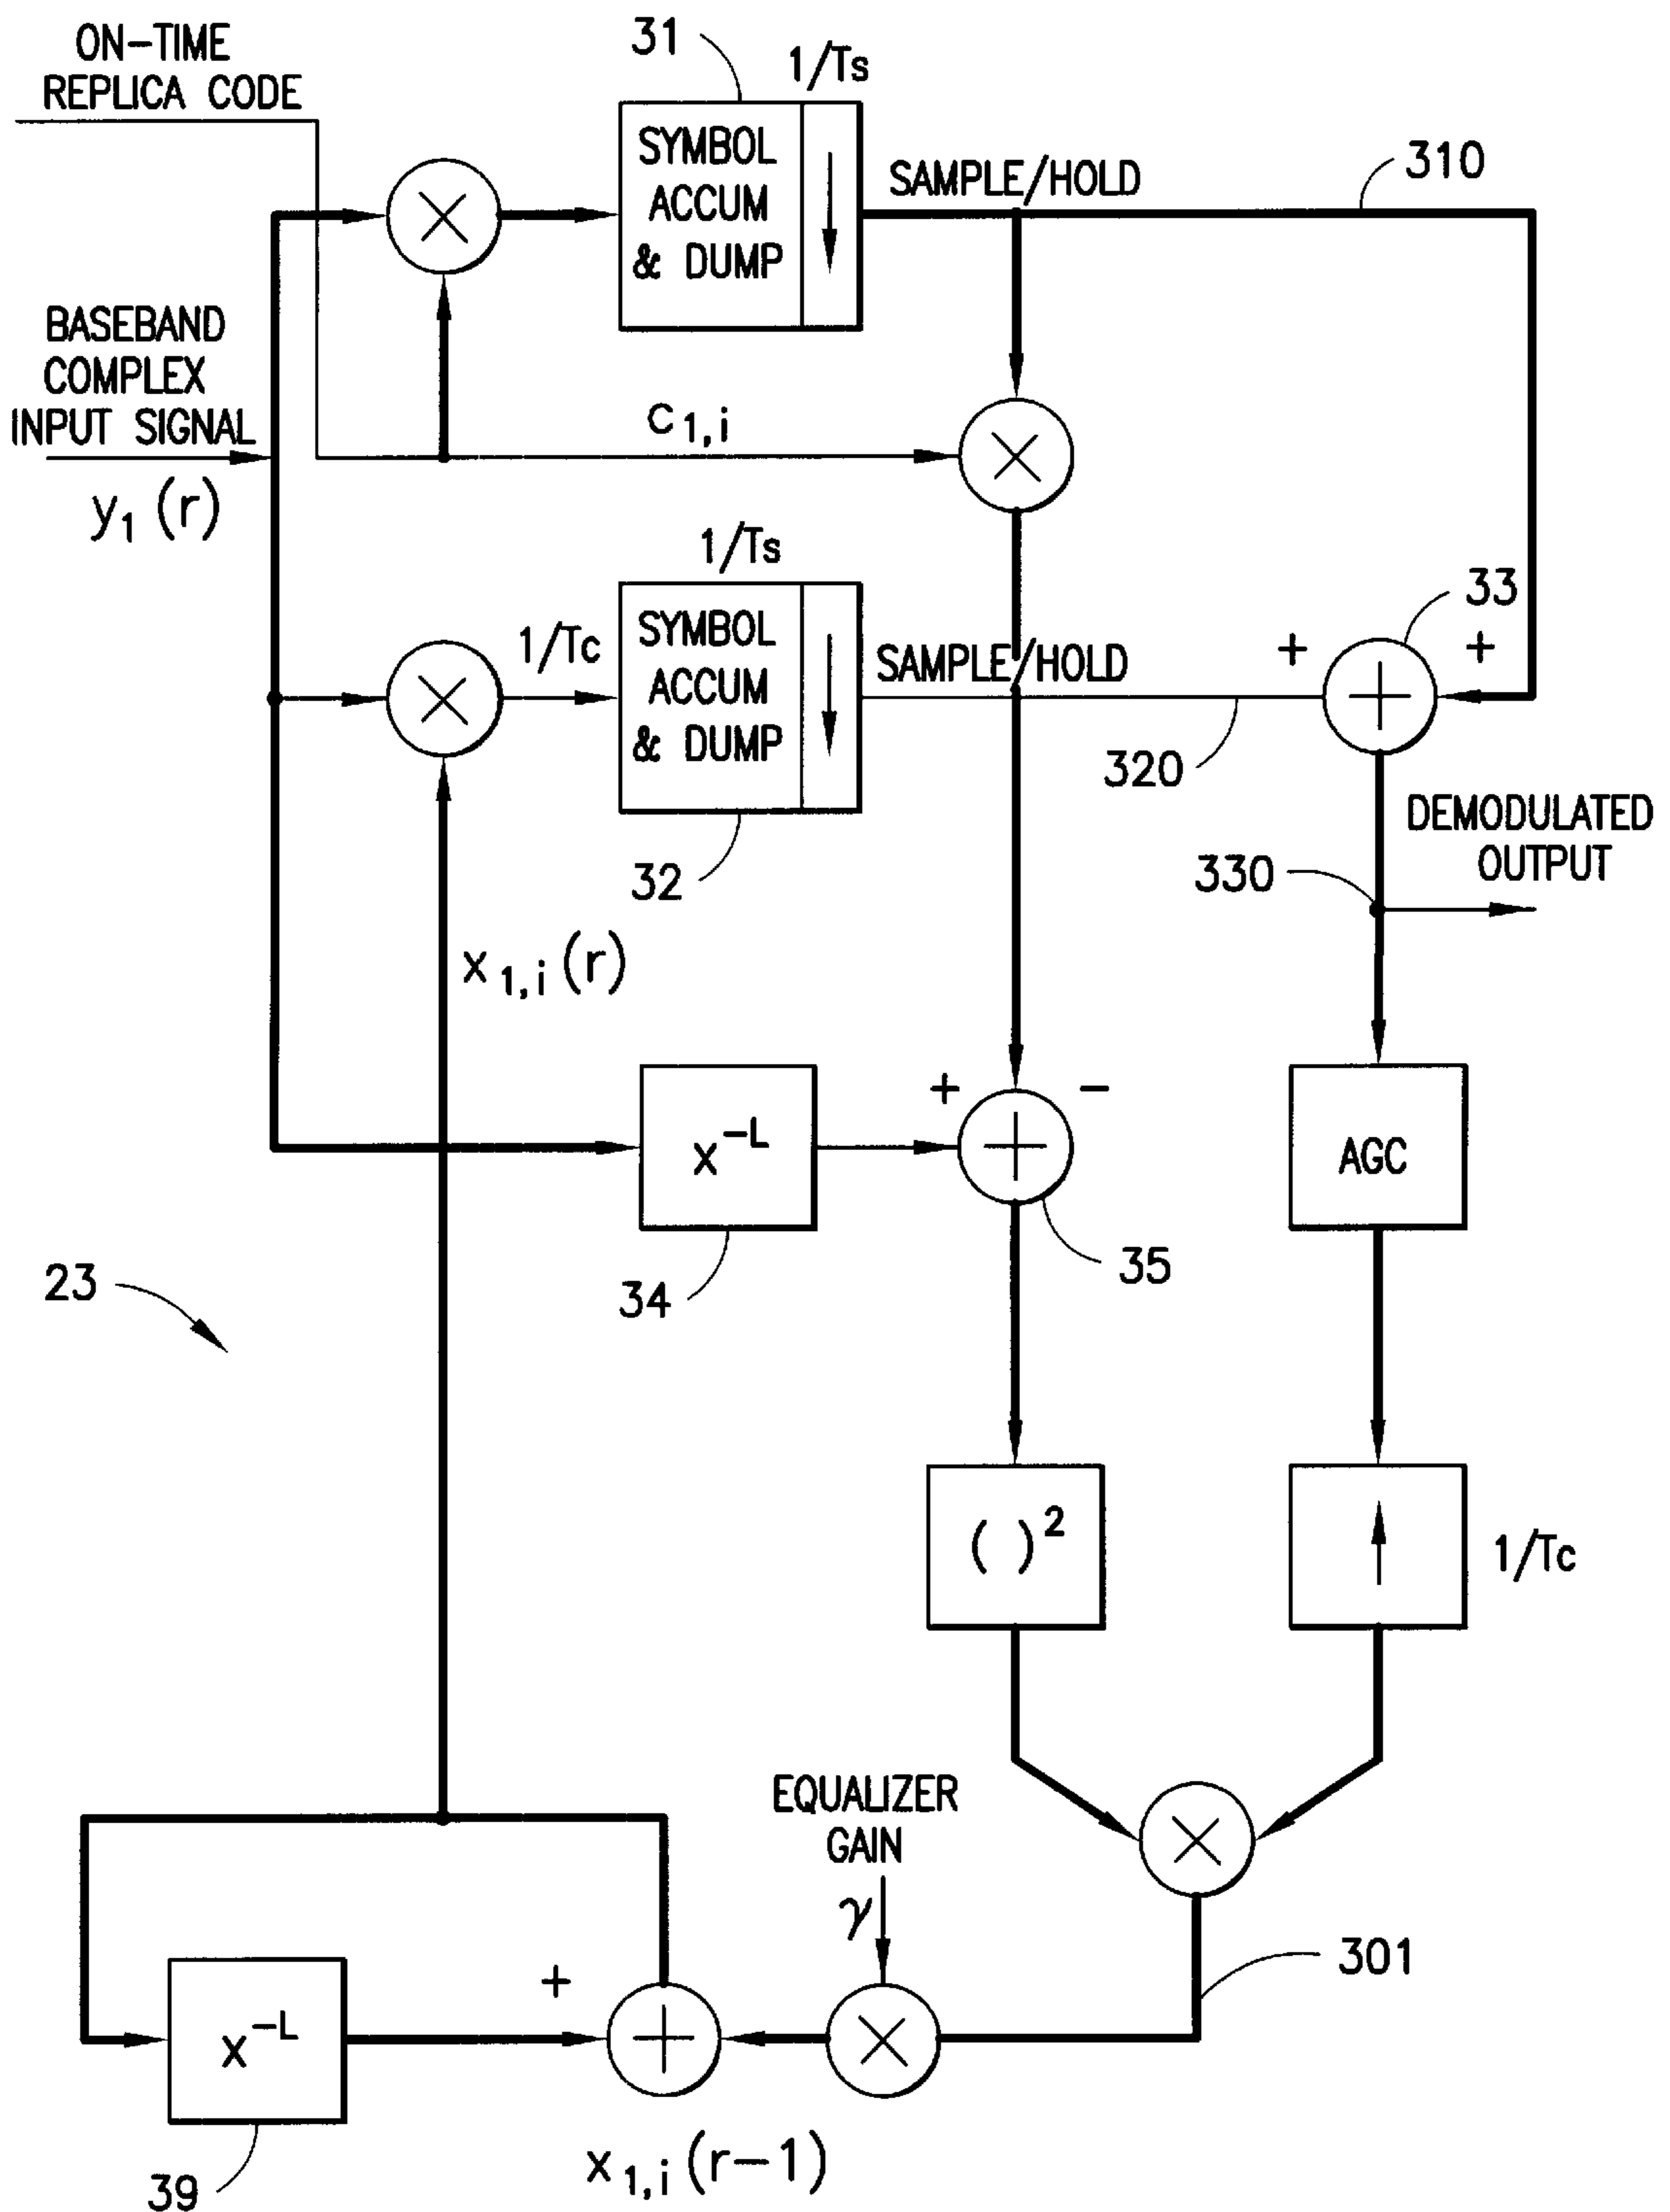 ON-TIME
REPLICA CODE
31
1/Ts
SYMBOL
ACCUM
& DUMP
SAMPLE/HOLD
310
BASEBAND
COMPLEX
INPUT SIGNAL
y1 (r)
C1,i
1/Ts
1/Tc
SYMBOL
ACCUM
& DUMP
SAMPLE/HOLD
+
33
+
320
32
330
DEMODULATED
OUTPUT
x1,i (r)
X-L
34
+
-
35
AGC
23
( )2
1/Tc
EQUALIZER
GAIN
γ
301
X-L
39
+
x1,i (r-1)